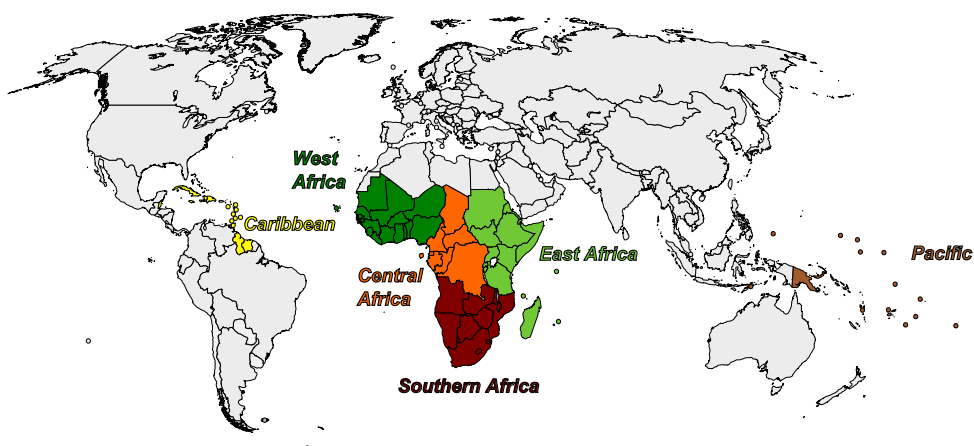 West
Africa
Caribbean
East Africa
Pacific
Central
Africa
Southern Africa